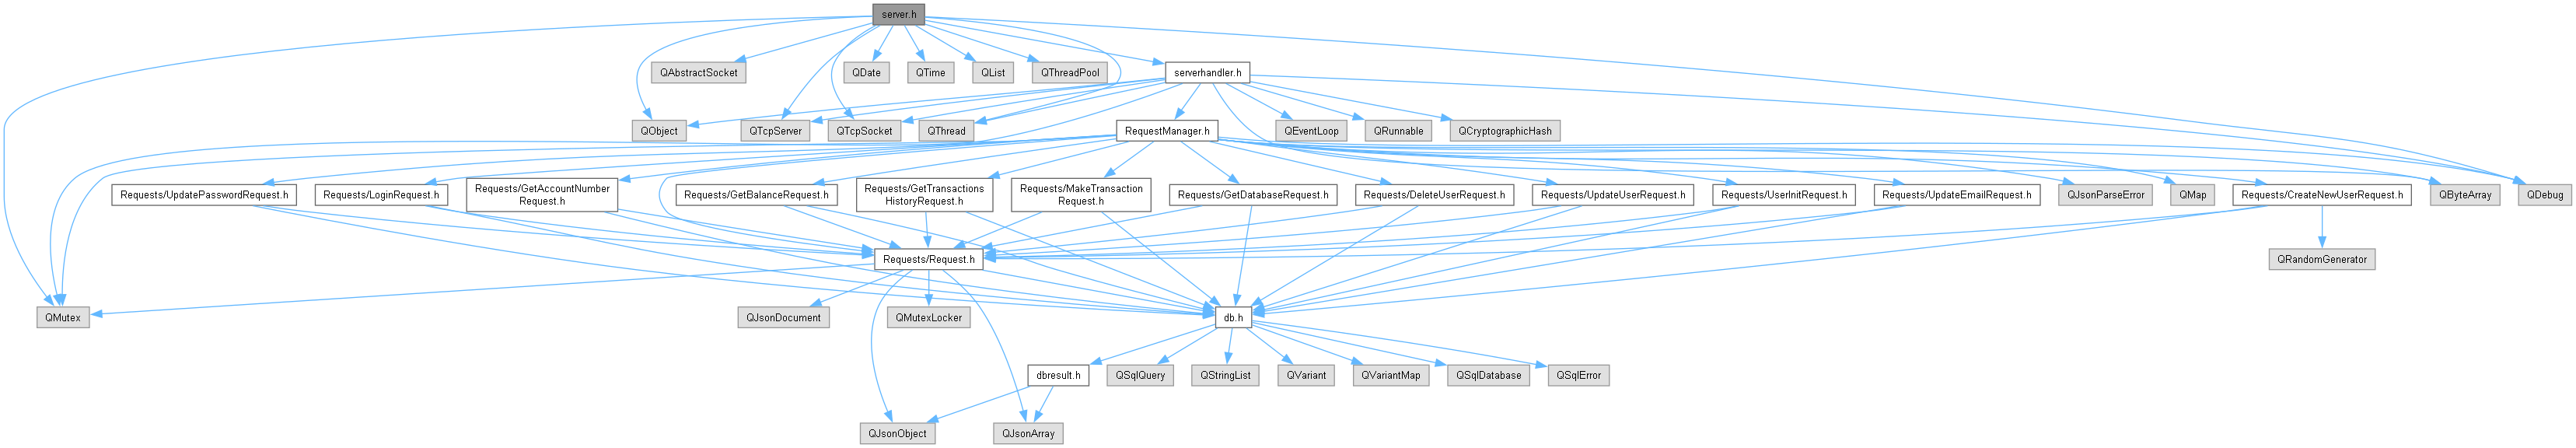 server.h
QAbstractSocket
QDate
QTime
QList
QThreadPool
serverhandler.h
QObject
QTcpServer
QTcpSocket
QThread
RequestManager.h
QEventLoop
QRunnable
QCryptographicHash
Requests/UpdatePasswordRequest.h
Requests/LoginRequest.h
Requests/GetAccountNumber
Request.h
Requests/GetBalanceRequest.h
Requests/GetTransactions
HistoryRequest.h
Requests/MakeTransaction
Request.h
Requests/GetDatabaseRequest.h
Requests/DeleteUserRequest.h
Requests/UpdateUserRequest.h
Requests/UserInitRequest.h
Requests/UpdateEmailRequest.h
QJsonParseError
QMap
Requests/CreateNewUserRequest.h
QByteArray
QDebug
Requests/Request.h
QRandomGenerator
QMutex
QJsonDocument
QMutexLocker
db.h
dbresult.h
QSqlQuery
QStringList
QVariant
QVariantMap
QSqlDatabase
QSqlError
QJsonObject
QJsonArray